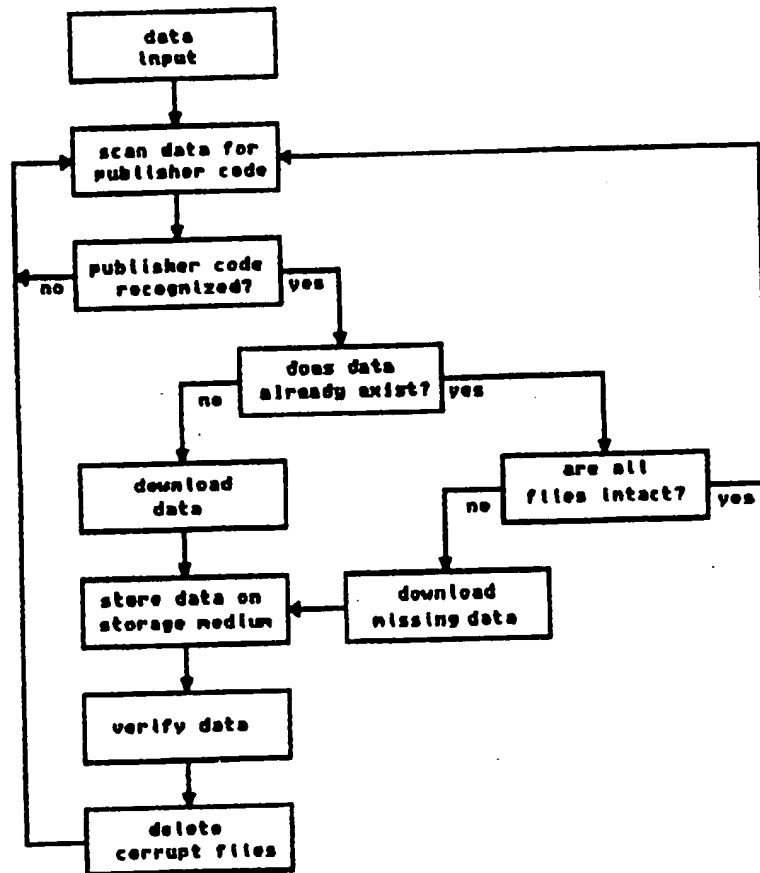 data
input
scan data for
publisher code
publisher code
recognized?
no
yes
does data
already exist?
no
yes
are all
files intact?
no
yes
download
data
store data on
storage medium
download
missing data
verify data
delete
corrupt files